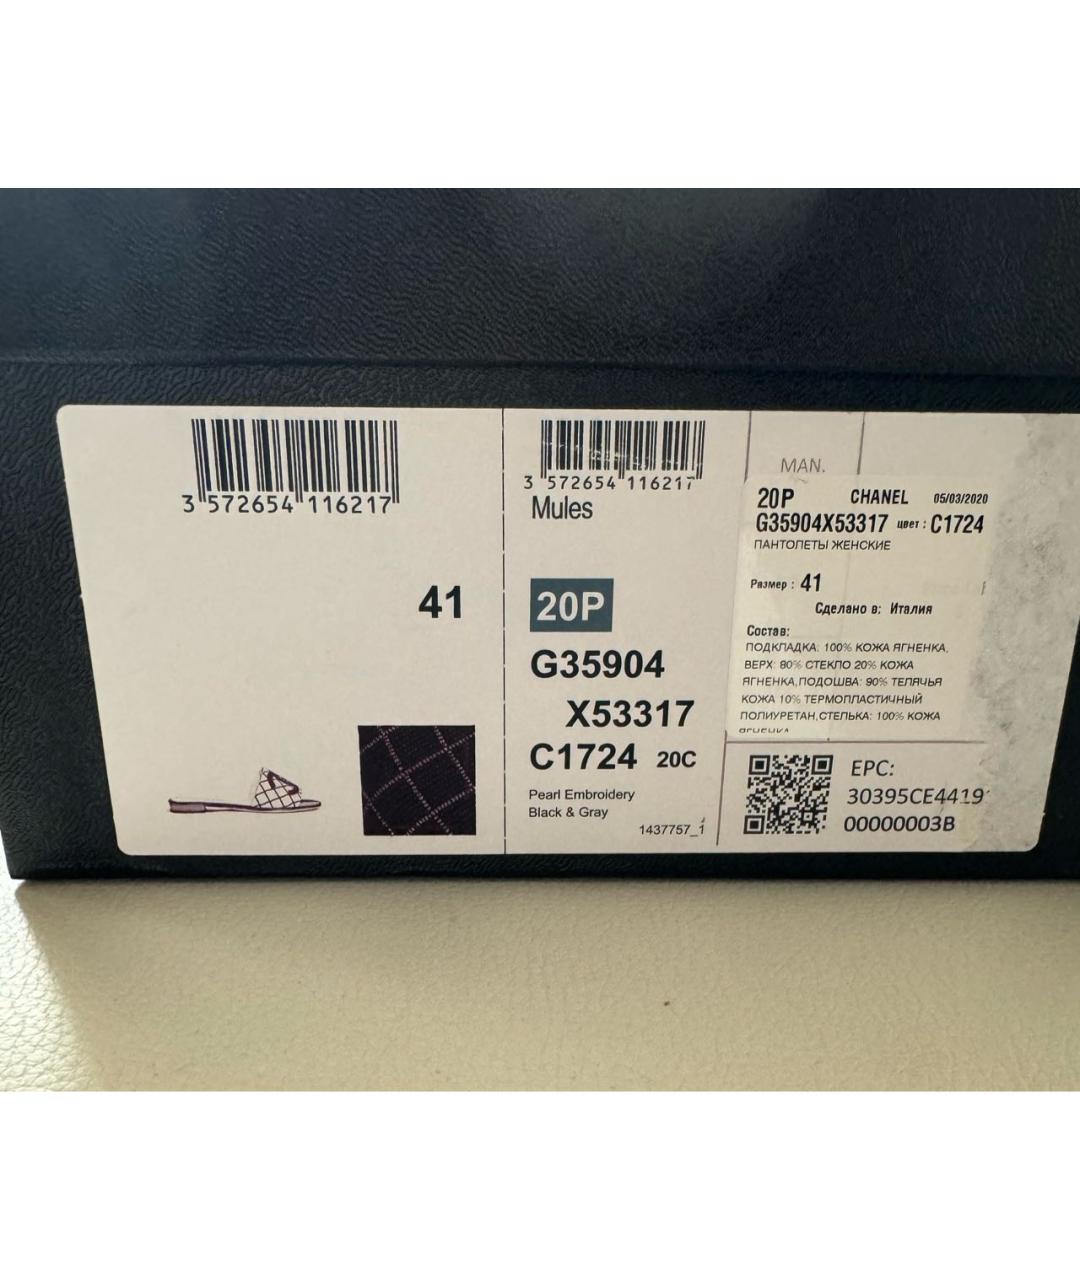 3 572654 116217
41
3 572654 116217
Mules
20P
G35904
X53317
C1724 20C
Pearl Embroidery
Black & Gray
1437757_1
MAN.
20P CHANEL 05/03/2020
G35904X53317 цвет : C1724
ПАНТОЛЕТЫ ЖЕНСКИЕ
Размер : 41
Сделано в: Италия
Состав:
ПОДКЛАДКА: 100% КОЖА ЯГНЕНКА,
ВЕРХ: 80% СТЕКЛО 20% КОЖА
ЯГНЕНКА,ПОДОШВА: 90% ТЕЛЯЧЬЯ
КОЖА 10% ТЕРМОПЛАСТИЧНЫЙ
ПОЛИУРЕТАН,СТЕЛЬКА: 100% КОЖА
EPC:
30395CE4419
00000003B